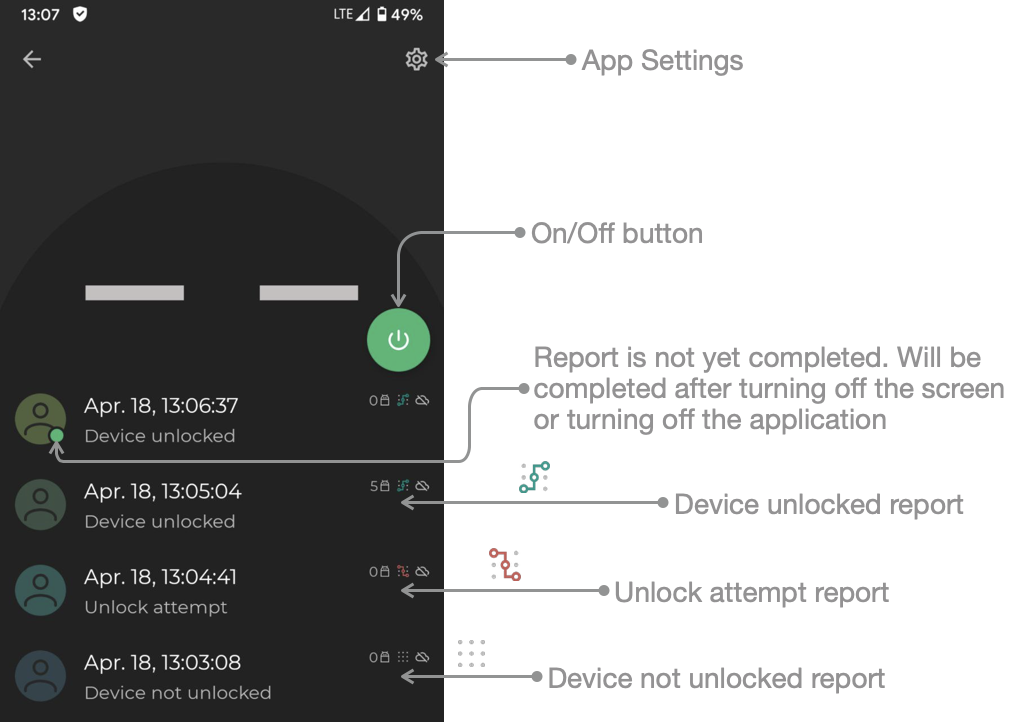 13:07 LTE 49%
App Settings
On/Off button
Report is not yet completed. Will be
completed after turning off the screen
or turning off the application
Apr. 18, 13:06:37 0
Device unlocked
Apr. 18, 13:05:04 5
Device unlocked
Device unlocked report
Apr. 18, 13:04:41 0
Unlock attempt
Unlock attempt report
Apr. 18, 13:03:08 0
Device not unlocked
Device not unlocked report